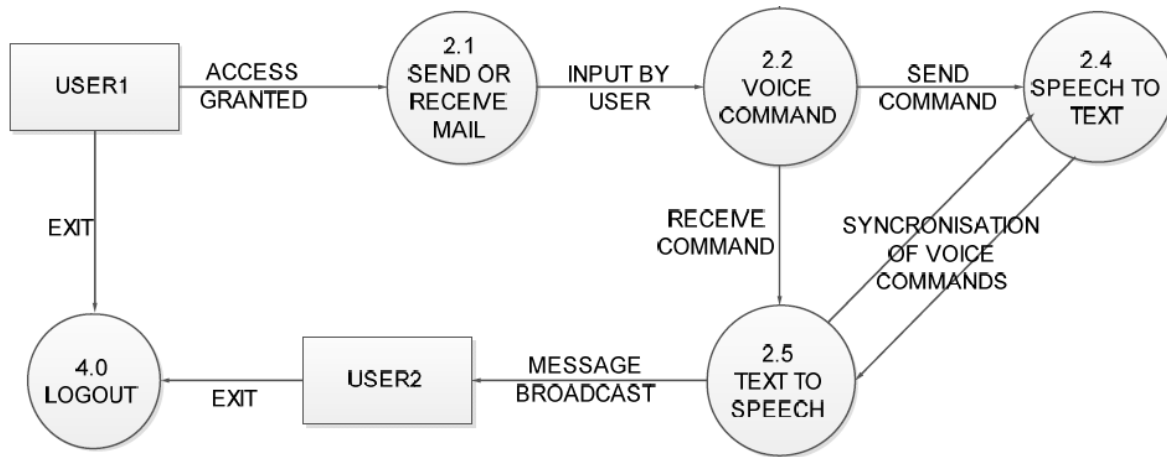 USER1
ACCESS
GRANTED
2.1
SEND OR
RECEIVE
MAIL
INPUT BY
USER
2.2
VOICE
COMMAND
SEND
COMMAND
2.4
SPEECH TO
TEXT
EXIT
RECEIVE
COMMAND
SYNCRONISATION
OF VOICE
COMMANDS
4.0
LOGOUT
EXIT
USER2
MESSAGE
BROADCAST
2.5
TEXT TO
SPEECH